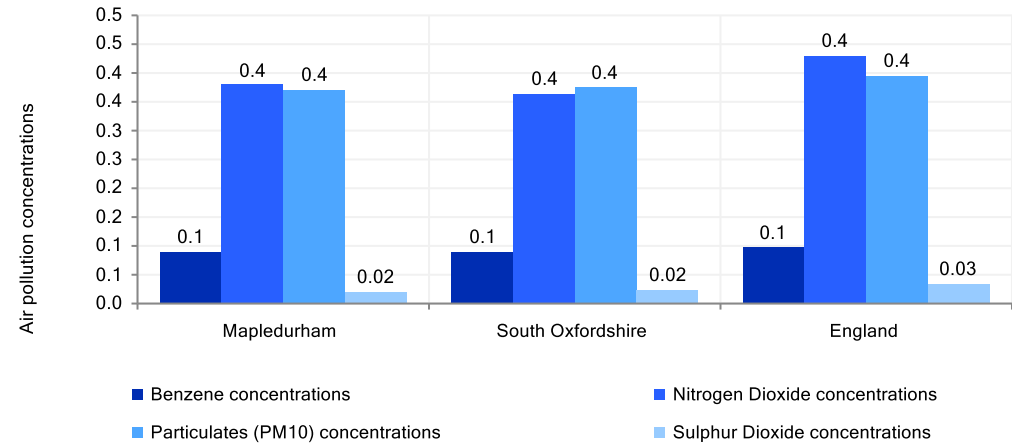 0.5
0.5
0.4
0.4
0.3
0.3
0.2
0.2
0.1
0.1
0.0
Air pollution concentrations
0.1 0.4 0.4 0.02
0.1 0.4 0.4 0.02
0.1 0.4 0.4 0.03
Mapledurham South Oxfordshire England
Benzene concentrations Nitrogen Dioxide concentrations
Particulates (PM10) concentrations Sulphur Dioxide concentrations